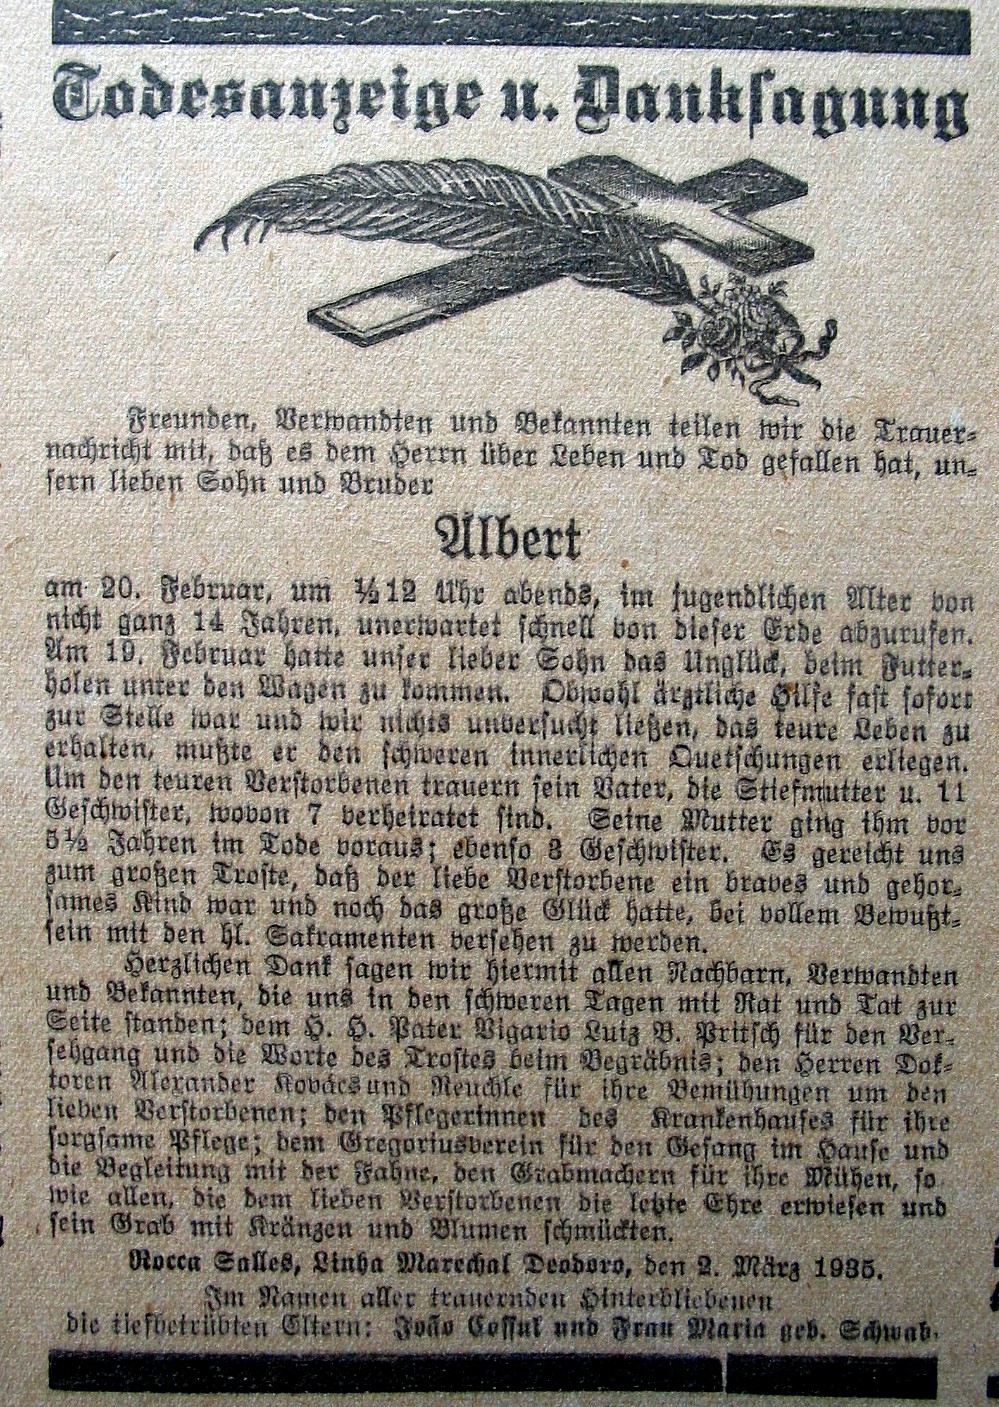 Todesanzeige u. Danksagung
Freunden, Verwandten und Bekannten teilen wir die Trauer-
nachricht mit, daß es dem Herrn über Leben und Tod gefallen hat, un-
sern lieben Sohn und Bruder
Albert
am 20. Februar, um ½12 Uhr abends, im jugendlichen Alter von
nicht ganz 14 Jahren, unerwartet schnell von dieser Erde abzurufen.
Am 19. Februar hatte unser lieber Sohn das Unglück, beim Futter-
holen unter den Wagen zu kommen. Obwohl ärztliche Hilfe fast sofort
zur Stelle war und wir nichts unversucht ließen, das teure Leben zu
erhalten, mußte er den schweren innerlichen Quetschungen erliegen.
Um den teuren Verstorbenen trauern sein Vater, die Stiefmutter u. 11
Geschwister, wovon 7 verheiratet sind. Seine Mutter ging ihm vor
5½ Jahren im Tode voraus; ebenso 3 Geschwister. Es gereicht uns
zum großen Troste, daß der liebe Verstorbene ein braves und gehor-
sames Kind war und noch das große Glück hatte, bei vollem Bewußt-
sein mit den hl. Sakramenten versehen zu werden.
Herzlichen Dank sagen wir hiermit allen Nachbarn, Verwandten
und Bekannten, die uns in den schweren Tagen mit Rat und Tat zur
Seite standen; dem H. H. Pater Vigario Luiz B. Pritsch für den Ver-
sehgang und die Worte des Trostes beim Begräbnis; den Herren Dok-
toren Alexander Kovács und Reuchle für ihre Bemühungen um den
lieben Verstorbenen; den Pflegerinnen des Krankenhauses für ihre
sorgsame Pflege; dem Gregoriusverein für den Gesang im Hause und
die Begleitung mit der Fahne, den Grabmachern für ihre Mühen, so
wie allen, die dem lieben Verstorbenen die letzte Ehre erwiesen und
sein Grab mit Kränzen und Blumen schmückten.
Rocca Salles, Linha Marechal Deodoro, den 2. März 1935.
Im Namen aller trauernden Hinterbliebenen
die tiefbetrübten Eltern: João Cossul und Frau Maria geb. Schwab.